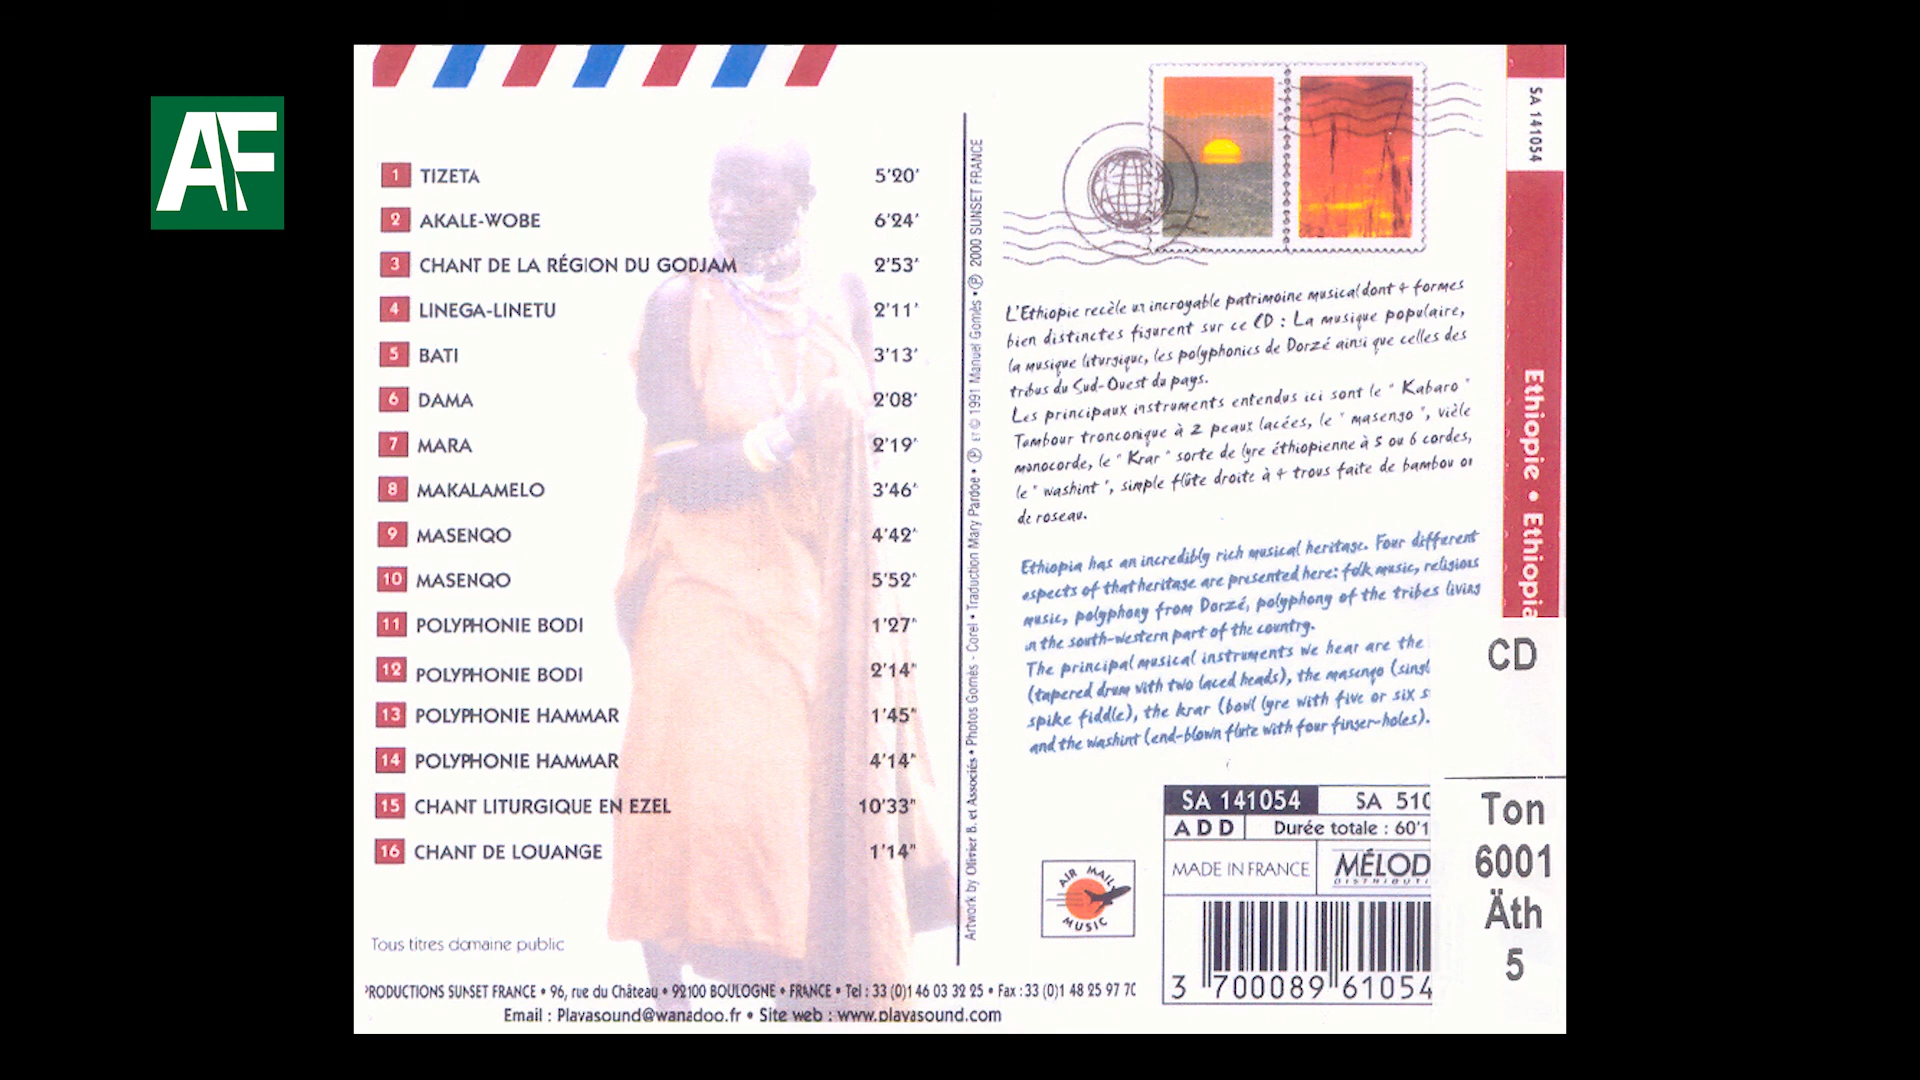 AF
1 TIZETA 5'20'
2 AKALE-WOBE 6'24'
3 CHANT DE LA RÉGION DU GODJAM 2'53'
4 LINEGA-LINETU 2'11'
5 BATI 3'13'
6 DAMA 2'08'
7 MARA 2'19'
8 MAKALAMELO 3'46'
9 MASENQO 4'42"
10 MASENQO 5'52"
11 POLYPHONIE BODI 1'27"
12 POLYPHONIE BODI 2'14"
13 POLYPHONIE HAMMAR 1'45"
14 POLYPHONIE HAMMAR 4'14"
15 CHANT LITURGIQUE EN EZEL 10'33"
16 CHANT DE LOUANGE 1'14"
Tous titres domaine public
PRODUCTIONS SUNSET FRANCE • 96, rue du Château • 92100 BOULOGNE • FRANCE • Tel : 33 (0)1 46 03 32 25 • Fax : 33 (0)1 48 25 97 70
Email : Playasound@wanadoo.fr • Site web : www.playasound.com
Artwork by Olivier B. et Associés • Photos Gomès - Corel • Traduction Mary Pardoe • ℗ ET © 1991 Manuel Gomès • ℗ 2000 SUNSET FRANCE
L'Ethiopie recèle un incroyable patrimoine musical dont 4 formes
bien distinctes figurent sur ce CD : La musique populaire,
la musique liturgique, les polyphonies de Dorzé ainsi que celles des
tribus du Sud-Ouest du pays.
Les principaux instruments entendus ici sont le " Kabaro "
Tambour tronconique à 2 peaux lacées, le " masengo ", vièle
monocorde, le " Krar " sorte de lyre éthiopienne à 5 ou 6 cordes,
le " washint ", simple flûte droite à 4 trous faite de bambou ou
de roseau.
Ethiopia has an incredibly rich musical heritage. Four different
aspects of that heritage are presented here: folk music, religious
music, polyphony from Dorzé, polyphony of the tribes living
in the south-western part of the country.
The principal musical instruments we hear are the
(tapered drum with two laced heads), the masenqo (singl
spike fiddle), the krar (bowl lyre with five or six s
and the washint (end-blown flute with four finger-holes).
AIR MAIL
MUSIC
SA 141054 SA 510
ADD Durée totale : 60'1
MADE IN FRANCE MÉLOD
DISTRIBUTI
3 700089 61054
SA 141054
Ethiopie • Ethiopia
CD
Ton
6001
Äth
5